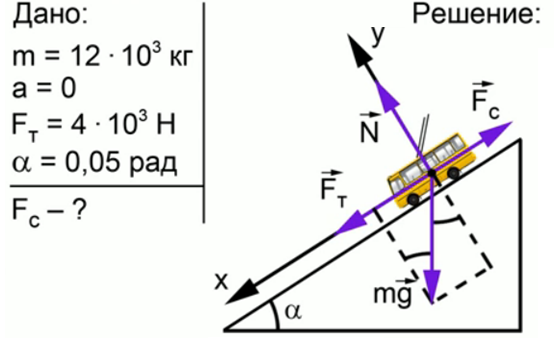 Дано:
m = 12 · 10³ кг
a = 0
Fт = 4 · 10³ Н
α = 0,05 рад
Fс – ?
Решение:
y
N
Fс
Fт
x
α
mg